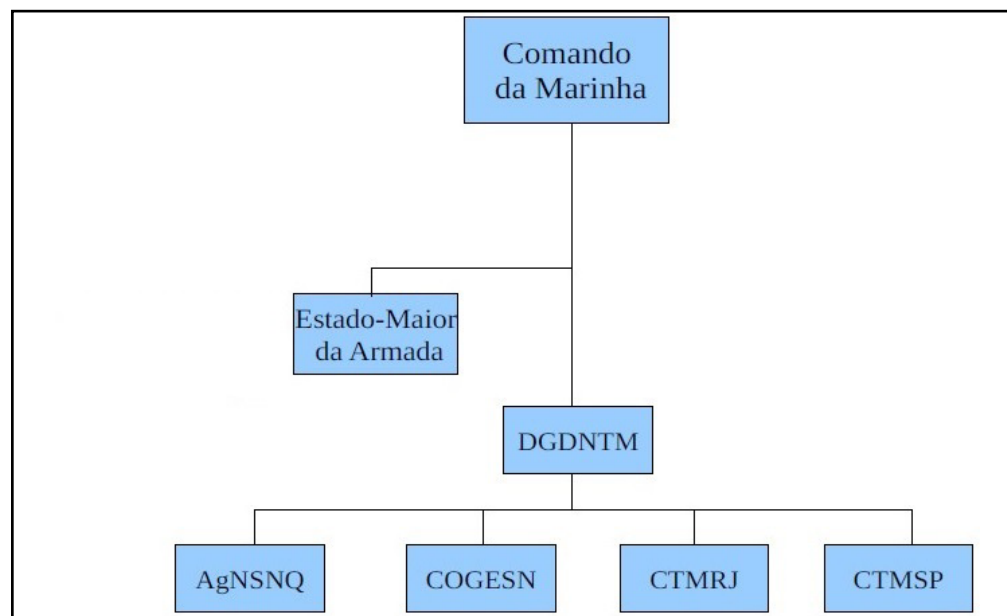 Comando
da Marinha
Estado-Maior
da Armada
DGDNTM
AgNSNQ
COGESN
CTMRJ
CTMSP